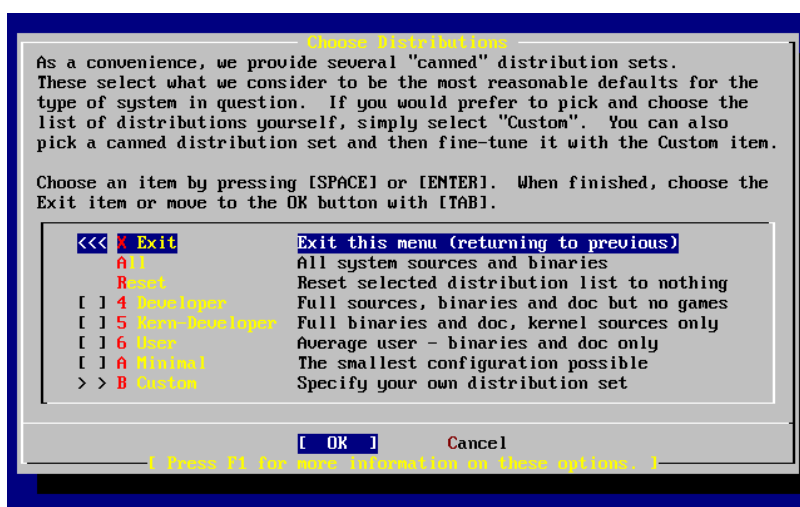 Choose Distributions
As a convenience, we provide several "canned" distribution sets.
These select what we consider to be the most reasonable defaults for the
type of system in question.  If you would prefer to pick and choose the
list of distributions yourself, simply select "Custom".  You can also
pick a canned distribution set and then fine-tune it with the Custom item.
Choose an item by pressing [SPACE] or [ENTER].  When finished, choose the
Exit item or move to the OK button with [TAB].
<<< X Exit Exit this menu (returning to previous)
All All system sources and binaries
Reset Reset selected distribution list to nothing
[ ] 4 Developer Full sources, binaries and doc but no games
[ ] 5 Kern-Developer Full binaries and doc, kernel sources only
[ ] 6 User Average user - binaries and doc only
[ ] A Minimal The smallest configuration possible
> > B Custom Specify your own distribution set
[ OK ] Cancel
[ Press F1 for more information on these options. ]